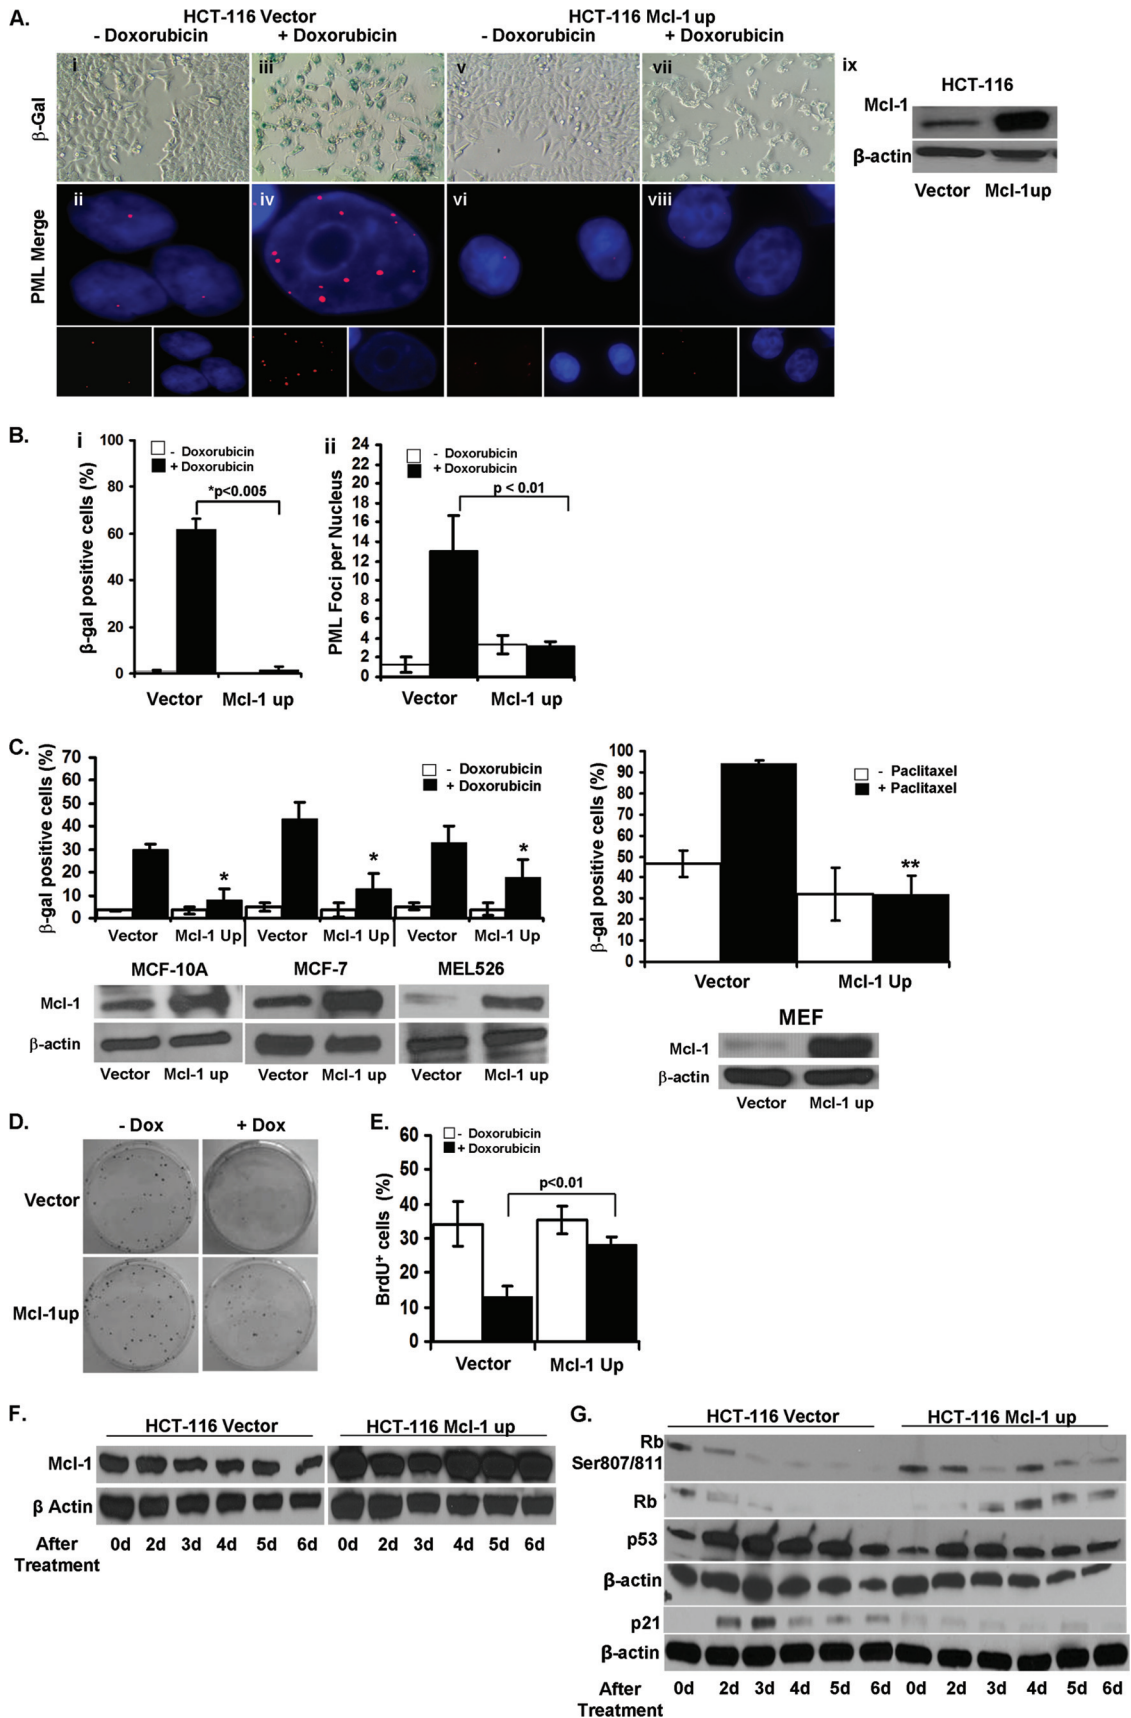 A.
HCT-116 Vector
HCT-116 Mcl-1 up
- Doxorubicin
+ Doxorubicin
- Doxorubicin
+ Doxorubicin
β-Gal
i
iii
v
vii
PML Merge
ii
iv
vi
viii
ix
HCT-116
Mcl-1
β-actin
Vector
Mcl-1up
B.
i
β-gal positive cells (%)
100
80
60
40
20
0
- Doxorubicin
+ Doxorubicin
*p<0.005
Vector
Mcl-1 up
ii
PML Foci per Nucleus
24
22
20
18
16
14
12
10
8
6
4
2
0
- Doxorubicin
+ Doxorubicin
p < 0.01
Vector
Mcl-1 up
C.
β-gal positive cells (%)
70
60
50
40
30
20
10
0
- Doxorubicin
+ Doxorubicin
*
*
*
Vector
Mcl-1 Up
Vector
Mcl-1 Up
Vector
Mcl-1 Up
MCF-10A
MCF-7
MEL526
Mcl-1
β-actin
Vector
Mcl-1 up
Vector
Mcl-1 up
Vector
Mcl-1 up
β-gal positive cells (%)
100
90
80
70
60
50
40
30
20
10
0
- Paclitaxel
+ Paclitaxel
**
Vector
Mcl-1 Up
MEF
Mcl-1
β-actin
Vector
Mcl-1 up
D.
- Dox
+ Dox
Vector
Mcl-1up
E.
BrdU+ cells (%)
60
50
40
30
20
10
0
- Doxorubicin
+ Doxorubicin
p<0.01
Vector
Mcl-1 Up
F.
HCT-116 Vector
HCT-116 Mcl-1 up
Mcl-1
β Actin
After
Treatment
0d 2d 3d 4d 5d 6d 0d 2d 3d 4d 5d 6d
G.
HCT-116 Vector
HCT-116 Mcl-1 up
Rb
Ser807/811
Rb
p53
β-actin
p21
β-actin
After
Treatment
0d 2d 3d 4d 5d 6d 0d 2d 3d 4d 5d 6d